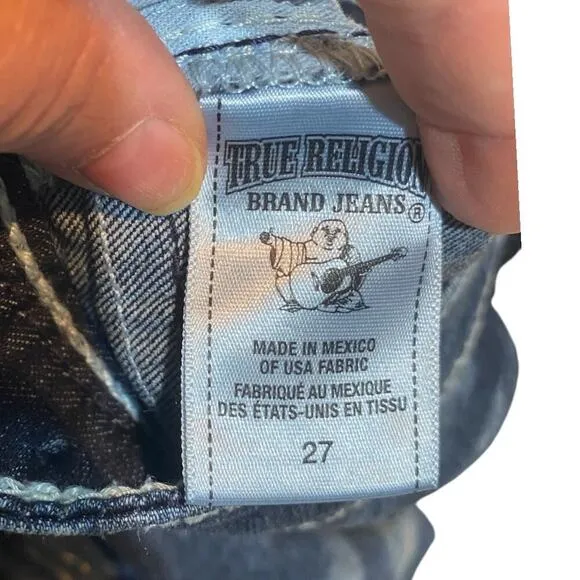 TRUE RELIGION
BRAND JEANS®
MADE IN MEXICO
OF USA FABRIC
FABRIQUÉ AU MEXIQUE
DES ÉTATS-UNIS EN TISSU
27